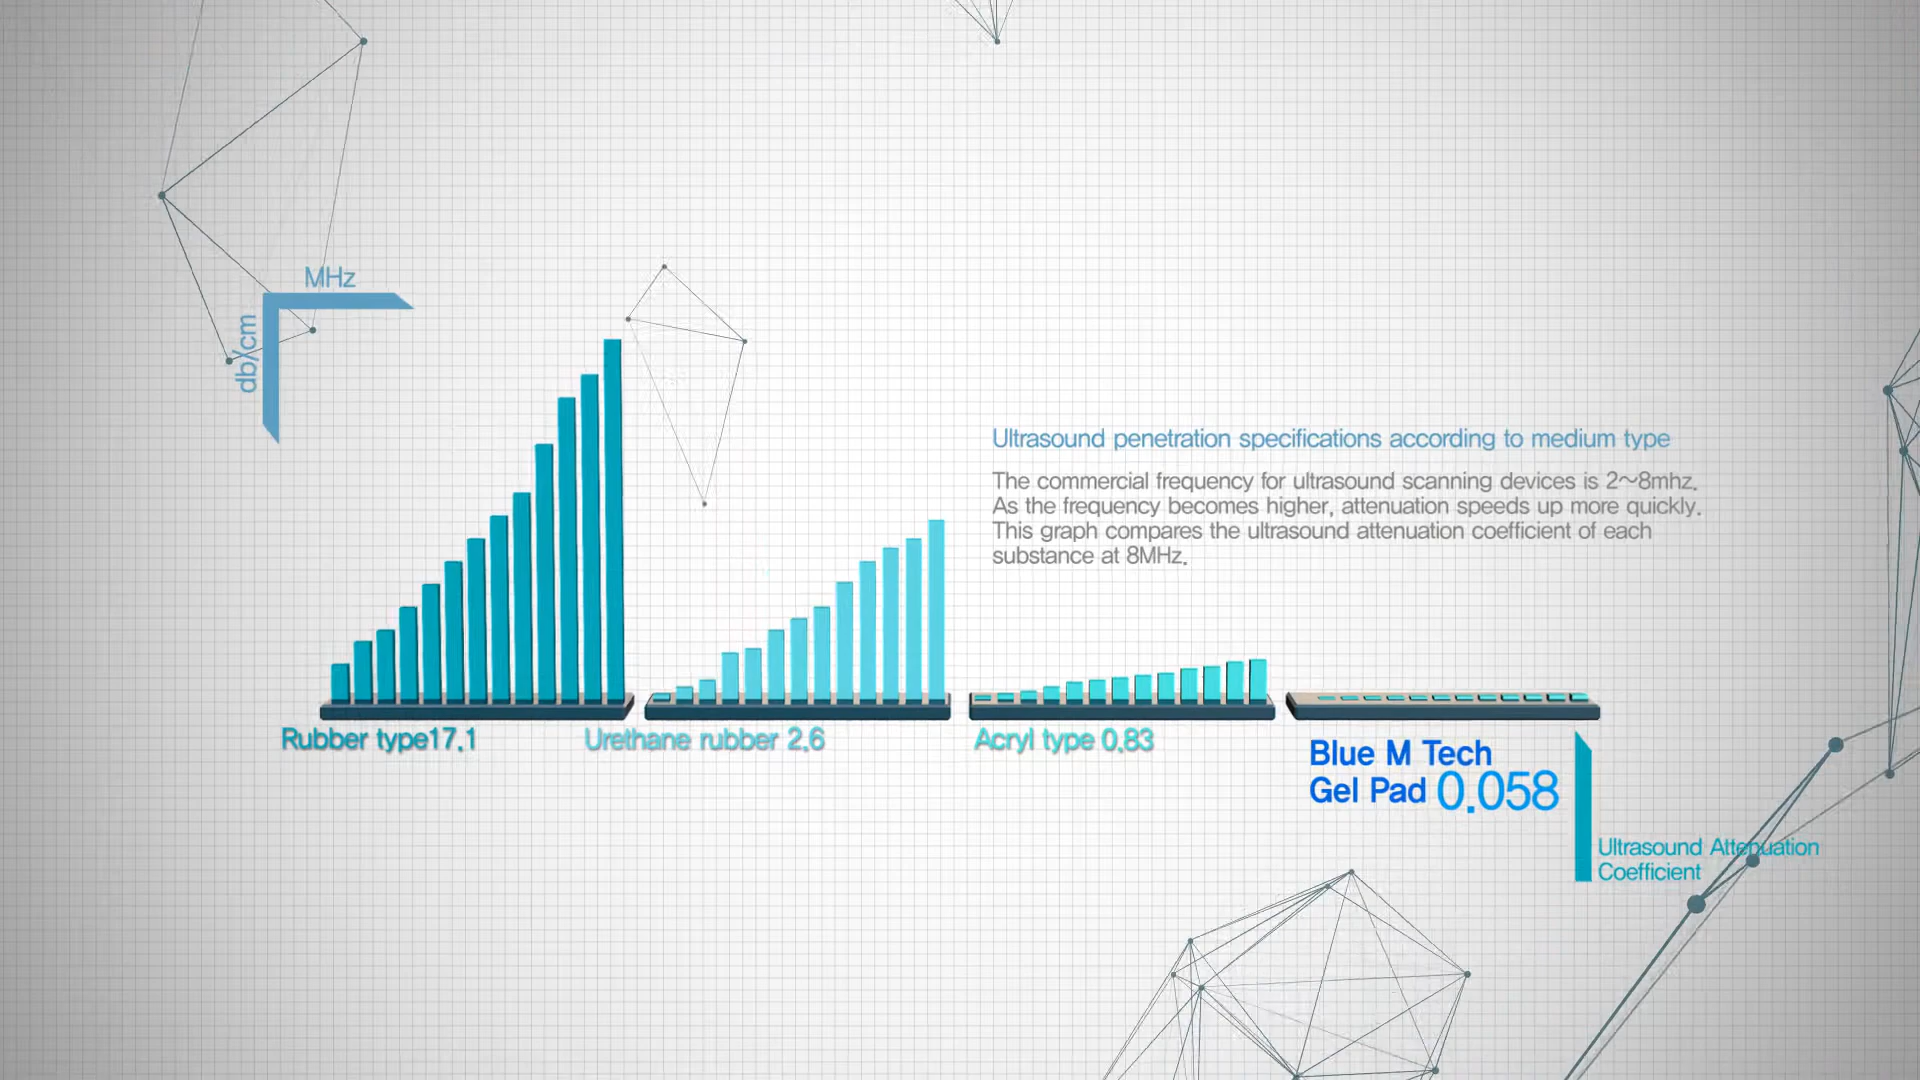 MHz
db/cm
Ultrasound penetration specifications according to medium type
The commercial frequency for ultrasound scanning devices is 2~8mhz.
As the frequency becomes higher, attenuation speeds up more quickly.
This graph compares the ultrasound attenuation coefficient of each
substance at 8MHz.
Rubber type17.1
Urethane rubber 2.6
Acryl type 0.83
Blue M Tech
Gel Pad 0.058
Ultrasound Attenuation
Coefficient